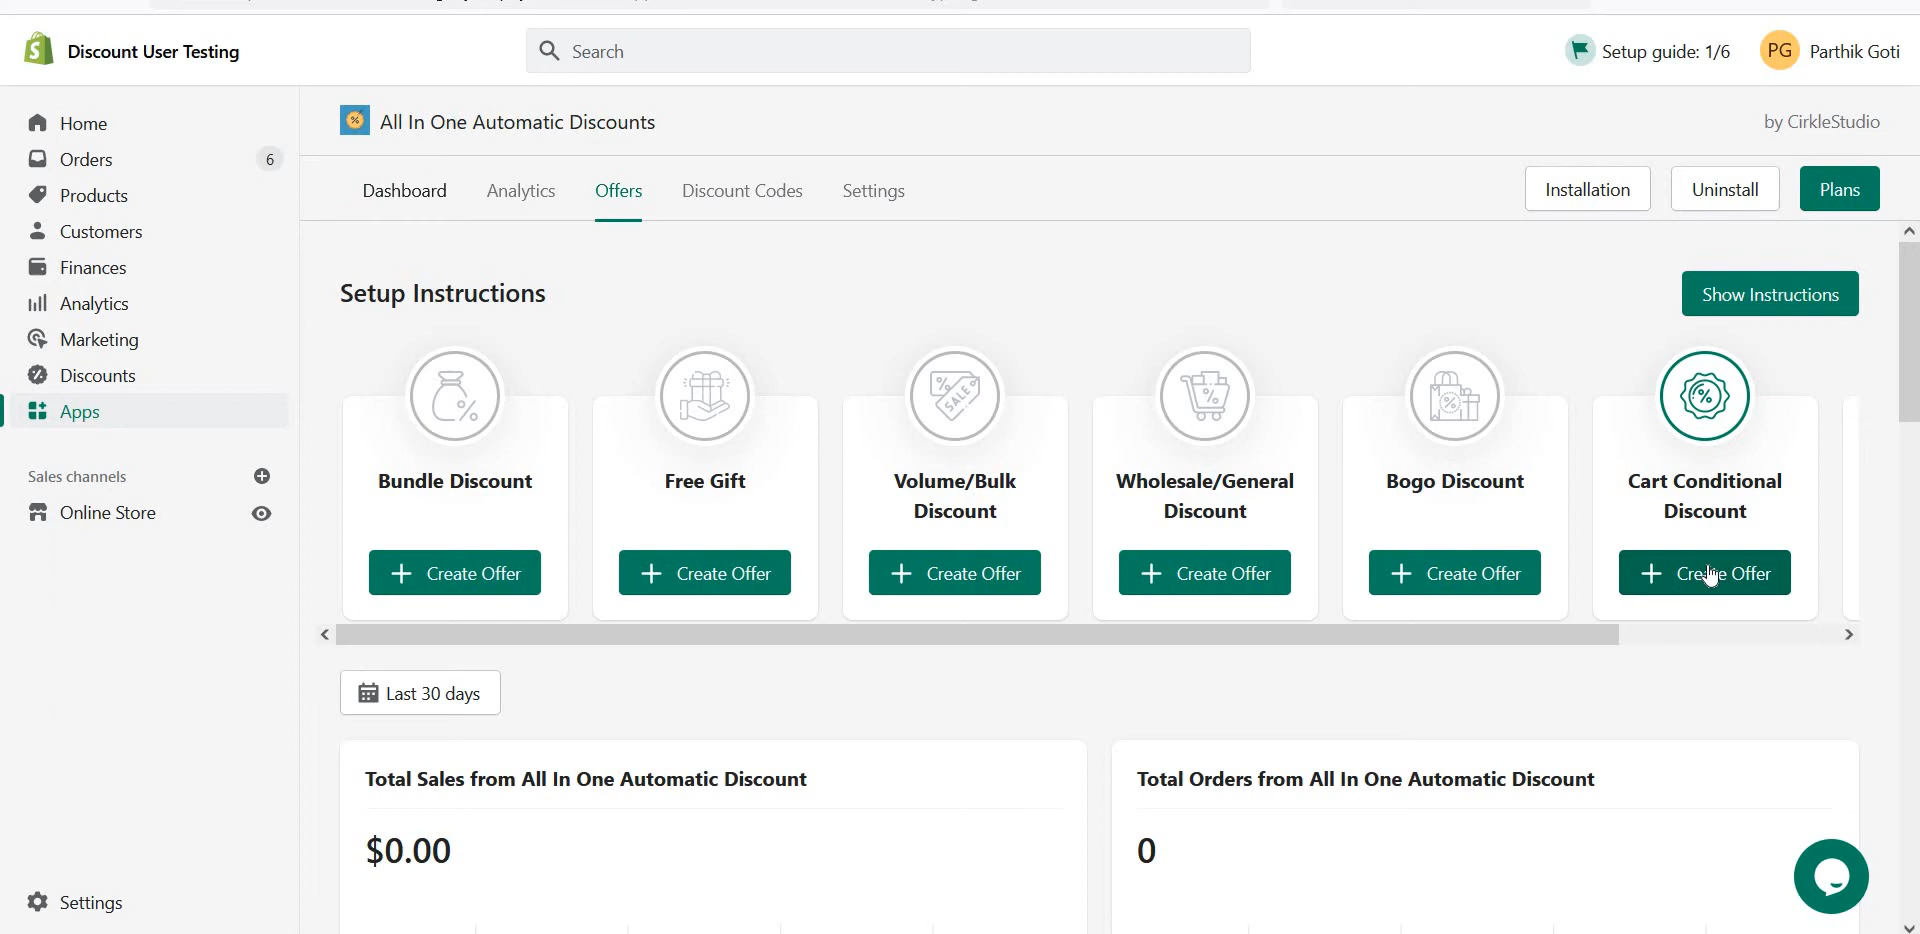 Discount User Testing
Search
Setup guide: 1/6
PG
Parthik Goti
Home
Orders
6
Products
Customers
Finances
Analytics
Marketing
Discounts
Apps
Sales channels
Online Store
Settings
All In One Automatic Discounts
by CirkleStudio
Dashboard
Analytics
Offers
Discount Codes
Settings
Installation
Uninstall
Plans
Setup Instructions
Show Instructions
Bundle Discount
+ Create Offer
Free Gift
+ Create Offer
SALE
Volume/Bulk
Discount
+ Create Offer
Wholesale/General
Discount
+ Create Offer
Bogo Discount
+ Create Offer
Cart Conditional
Discount
+ Create Offer
Last 30 days
Total Sales from All In One Automatic Discount
$0.00
Total Orders from All In One Automatic Discount
0